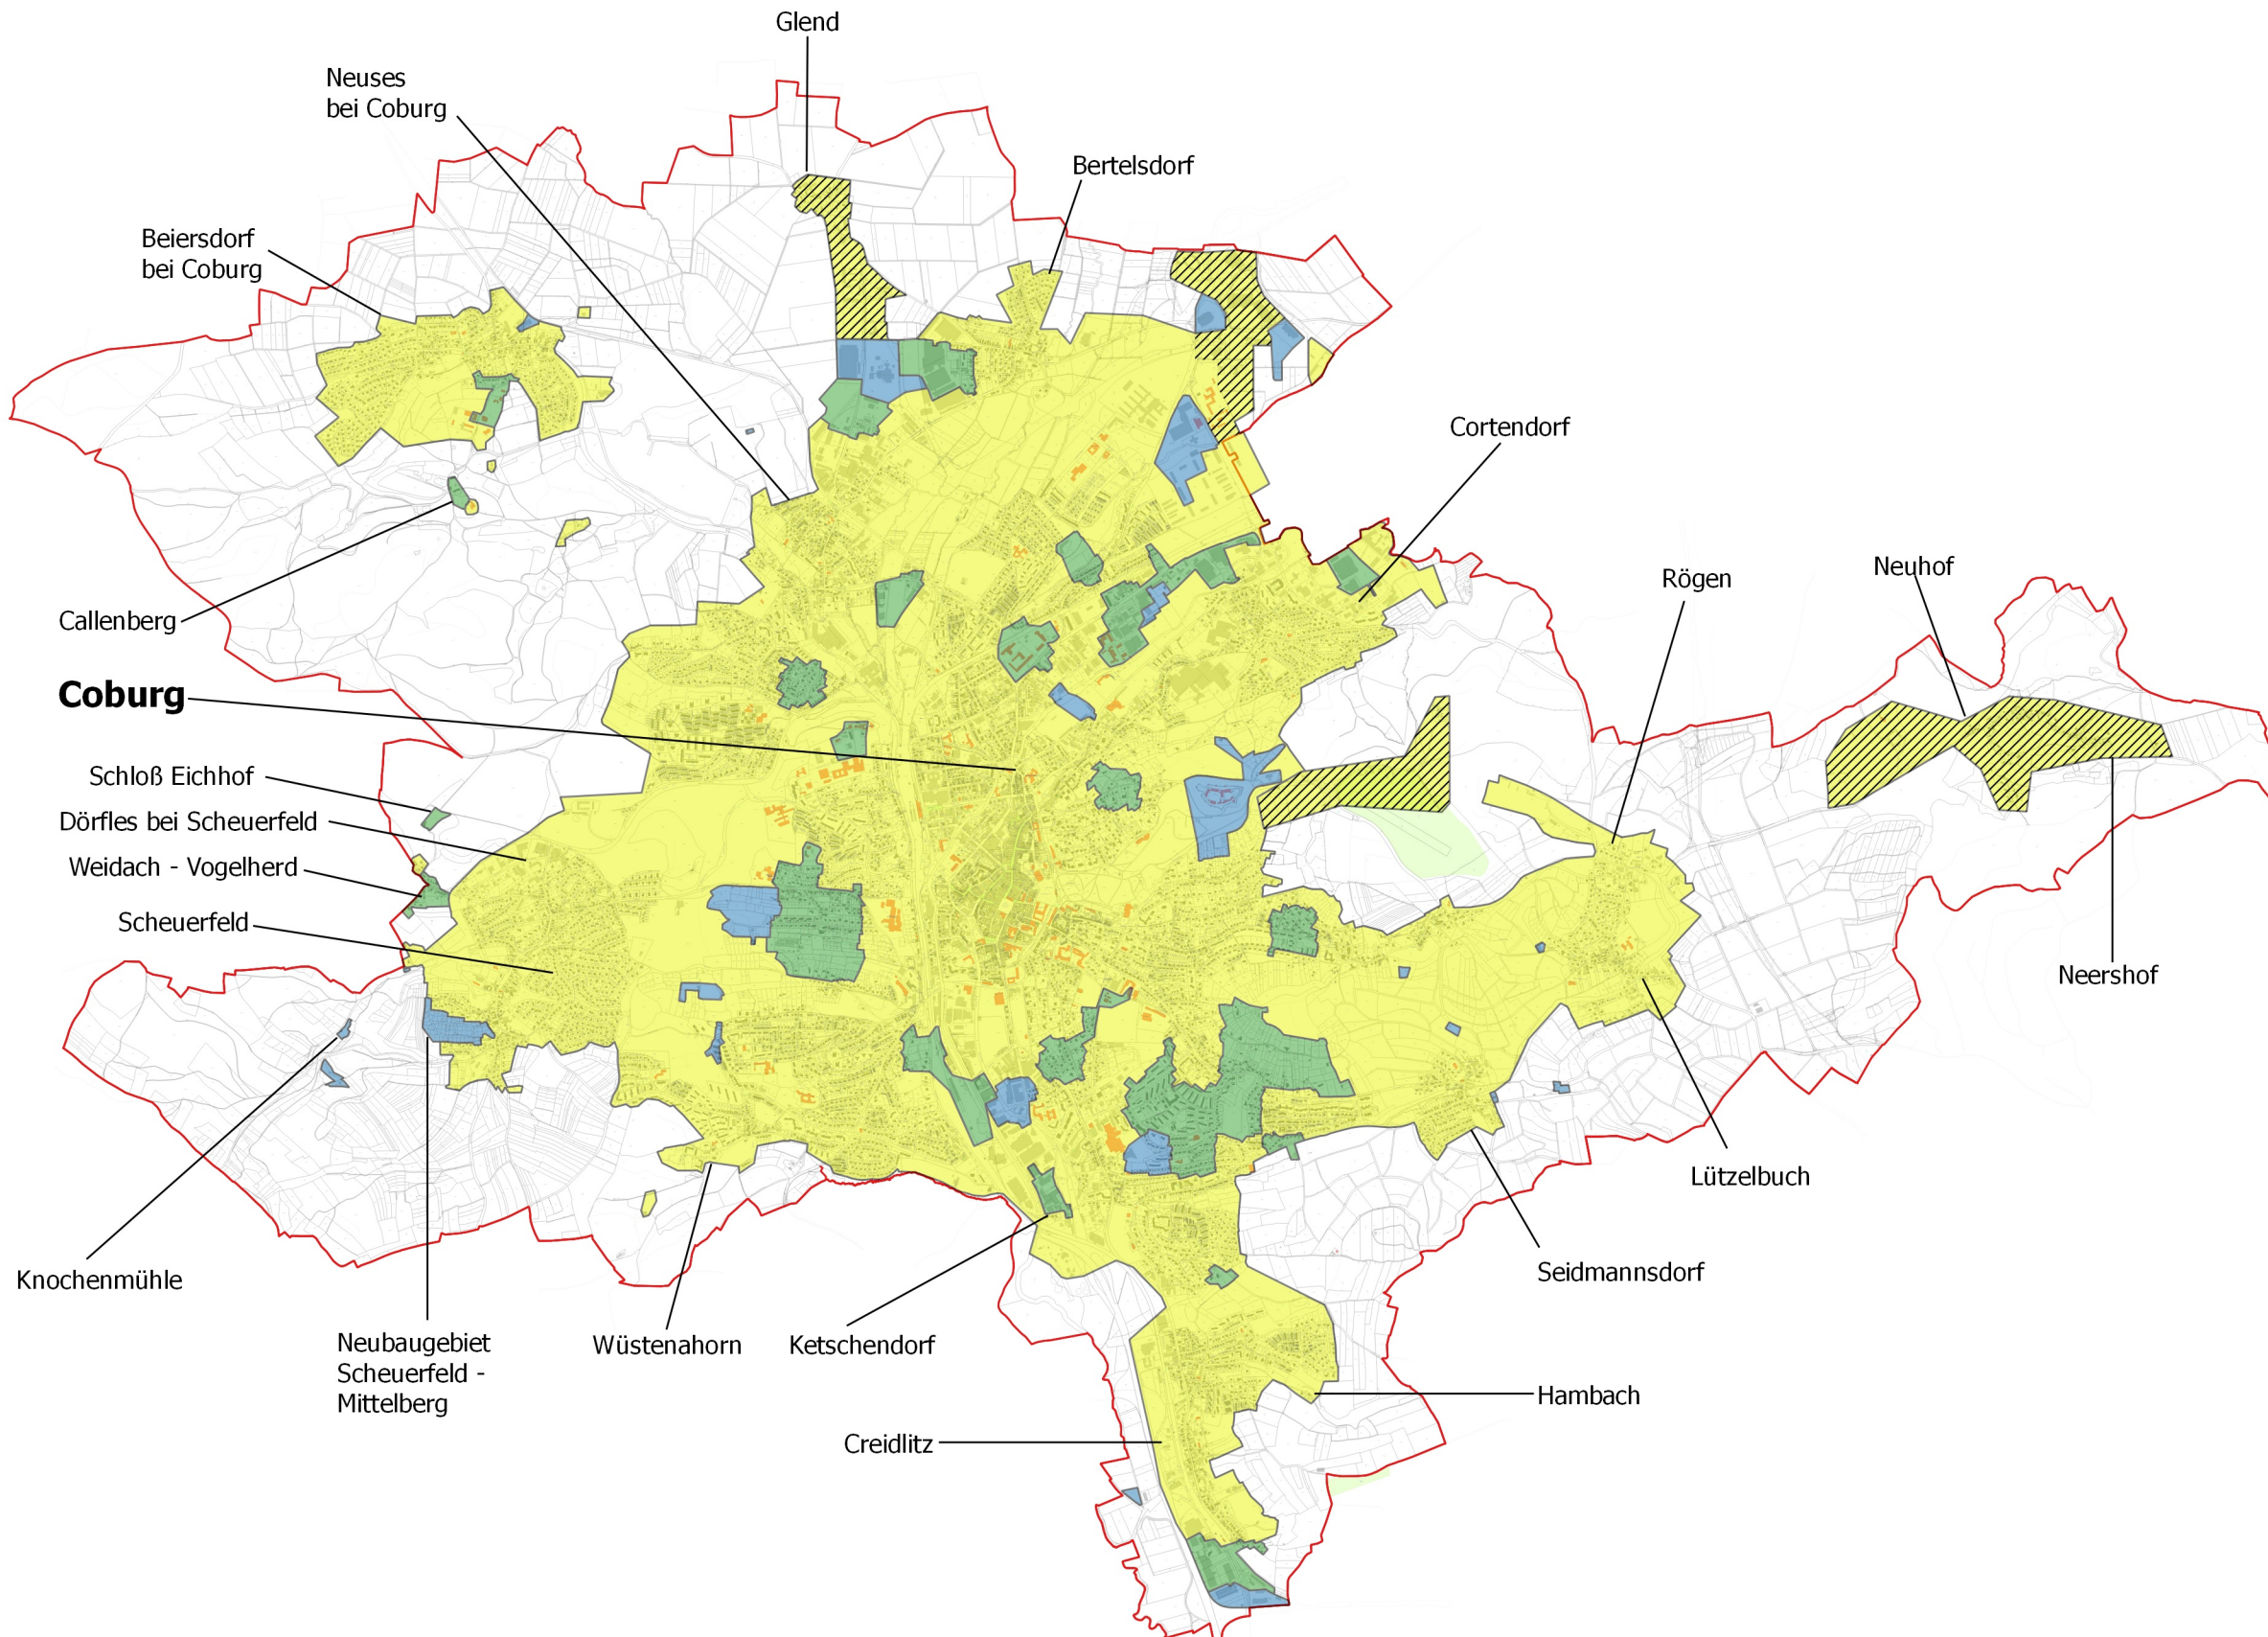 Glend
Neuses
bei Coburg
Bertelsdorf
Beiersdorf
bei Coburg
Cortendorf
Neuhof
Rögen
Callenberg
Coburg
Schloß Eichhof
Dörfles bei Scheuerfeld
Weidach - Vogelherd
Scheuerfeld
Neershof
Lützelbuch
Seidmannsdorf
Knochenmühle
Neubaugebiet
Scheuerfeld -
Mittelberg
Wüstenahorn
Ketschendorf
Hambach
Creidlitz